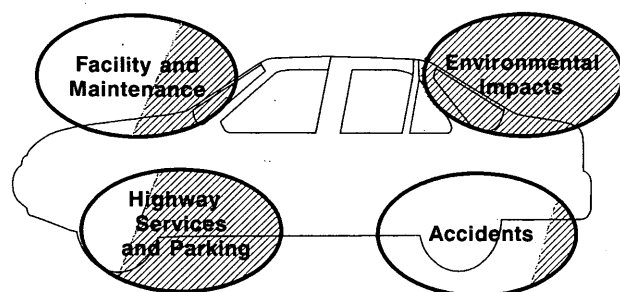 Facility and
Maintenance
Environmental
Impacts
Highway
Services
and Parking
Accidents